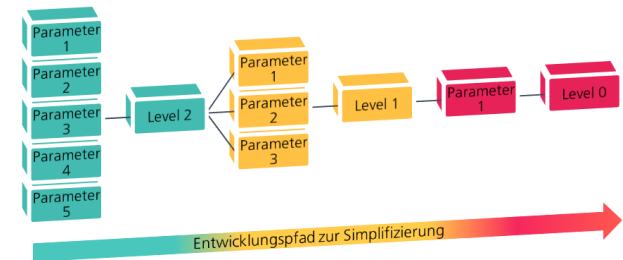 Parameter
1
Parameter
2
Parameter
3
Parameter
4
Parameter
5
Level 2
Parameter
1
Parameter
2
Parameter
3
Level 1
Parameter
1
Level 0
Entwicklungspfad zur Simplifizierung